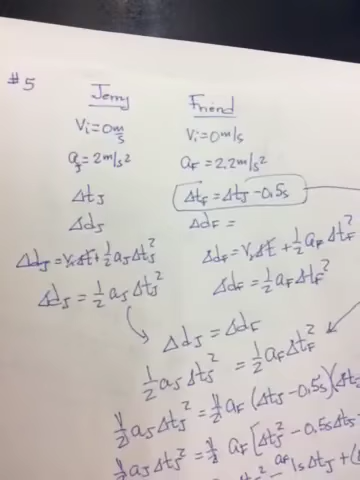 #5
Jerry Friend
Vi=0m/s Vi=0m/s
aJ=2m/s² aF=2.2m/s²
ΔtJ ΔtF=ΔtJ-0.5s
ΔdJ ΔdF=
ΔdJ=ViΔt+1/2aJΔtJ² ΔdF=ViΔt+1/2aFΔtF²
ΔdJ=1/2aJΔtJ² ΔdF=1/2aFΔtF²
ΔdJ=ΔdF
1/2aJΔtJ²=1/2aFΔtF²
1/2aJΔtJ²=1/2aF(ΔtJ-0.5s)(ΔtJ
1/2aJΔtJ²=1/2aF[ΔtJ²-0.5sΔtJ
aF1sΔtJ+(